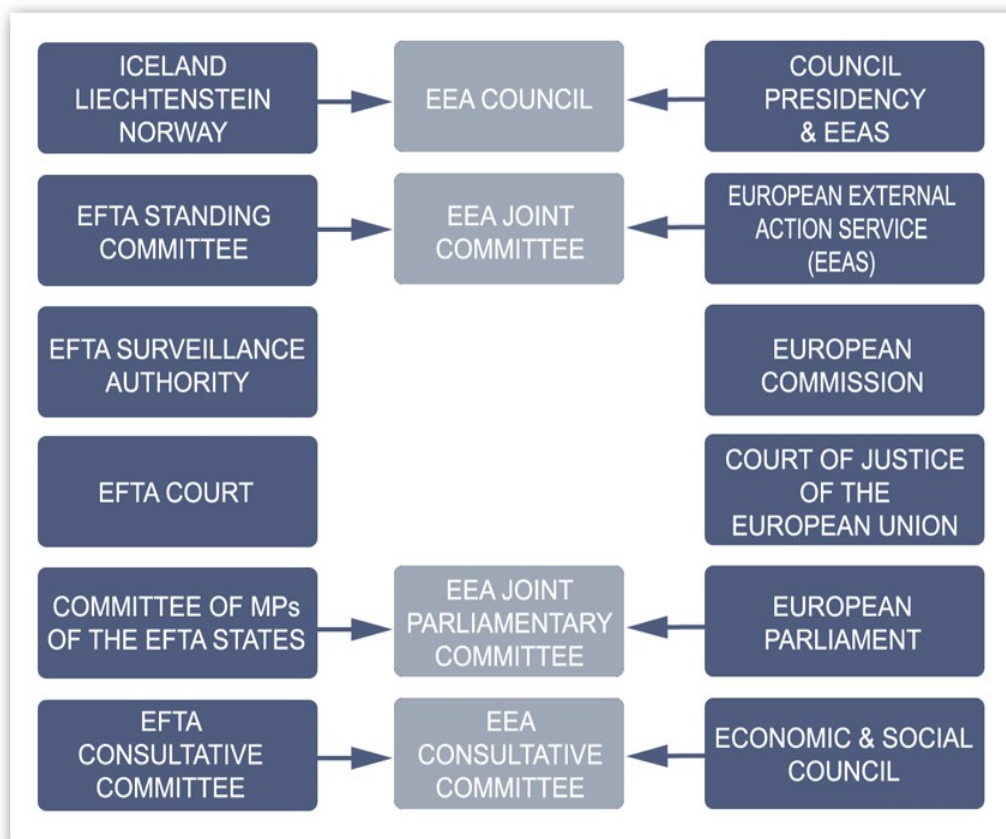 ICELAND
LIECHTENSTEIN
NORWAY
EEA COUNCIL
COUNCIL
PRESIDENCY
& EEAS
EFTA STANDING
COMMITTEE
EEA JOINT
COMMITTEE
EUROPEAN EXTERNAL
ACTION SERVICE
(EEAS)
EFTA SURVEILLANCE
AUTHORITY
EUROPEAN
COMMISSION
EFTA COURT
COURT OF JUSTICE
OF THE
EUROPEAN UNION
COMMITTEE OF MPs
OF THE EFTA STATES
EEA JOINT
PARLIAMENTARY
COMMITTEE
EUROPEAN
PARLIAMENT
EFTA
CONSULTATIVE
COMMITTEE
EEA
CONSULTATIVE
COMMITTEE
ECONOMIC & SOCIAL
COUNCIL